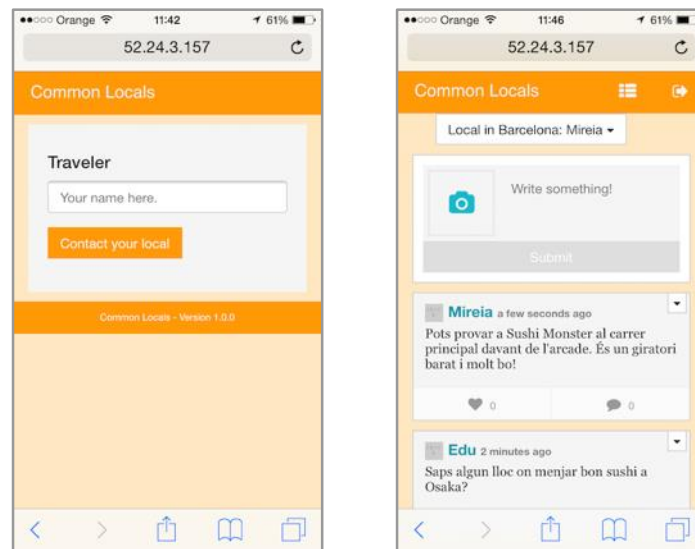 Orange 11:42 61%
52.24.3.157
Common Locals
Traveler
Your name here.
Contact your local
Common Locals - Version 1.0.0
Orange 11:46 61%
52.24.3.157
Common Locals
Local in Barcelona: Mireia
Write something!
Submit
Mireia a few seconds ago
Pots provar a Sushi Monster al carrer
principal davant de l'arcade. És un giratori
barat i molt bo!
0 0
Edu 2 minutes ago
Saps algun lloc on menjar bon sushi a
Osaka?